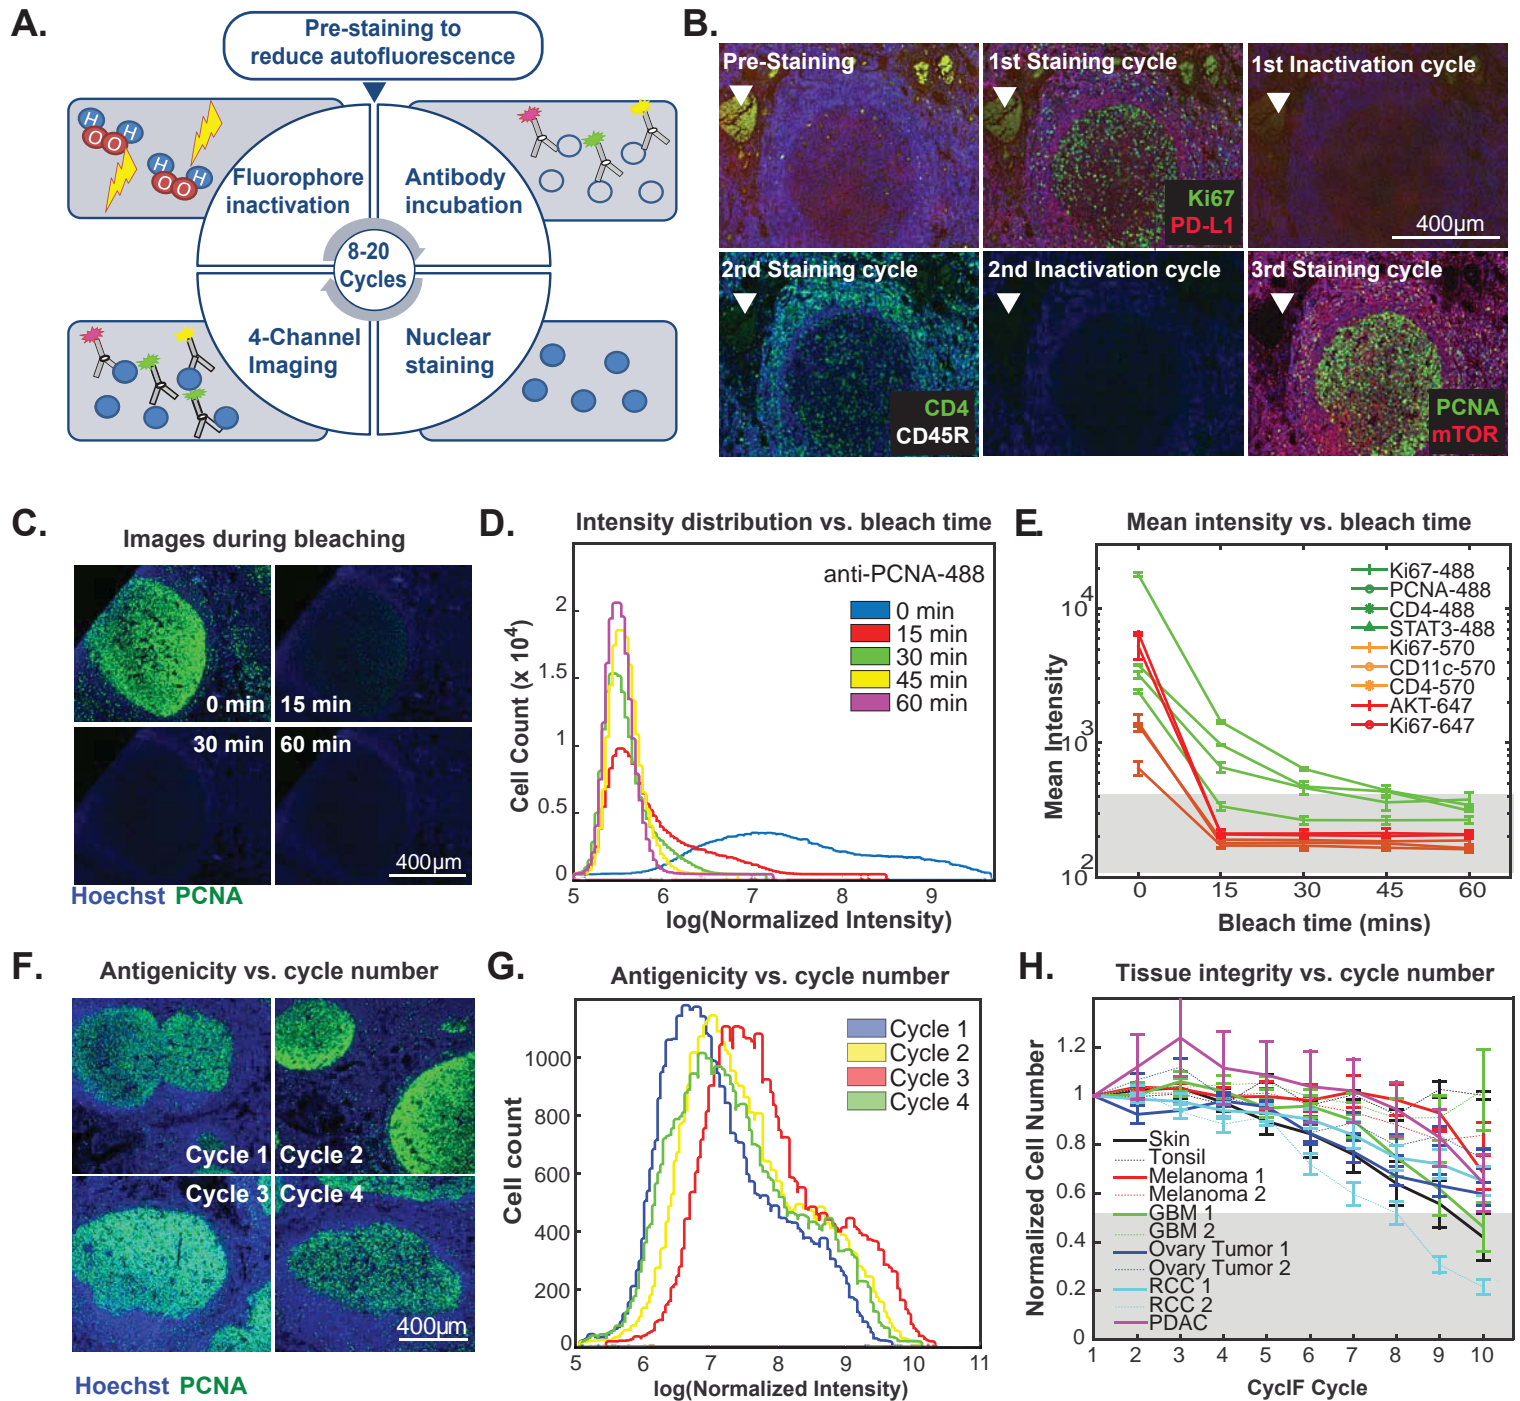 A.
Pre-staining to
reduce autofluorescence
H
H
O
O
H
H
O
O
Fluorophore
inactivation
Antibody
incubation
8-20
Cycles
4-Channel
Imaging
Nuclear
staining
B.
Pre-Staining
1st Staining cycle
Ki67
PD-L1
1st Inactivation cycle
400µm
2nd Staining cycle
CD4
CD45R
2nd Inactivation cycle
3rd Staining cycle
PCNA
mTOR
C.
Images during bleaching
0 min
15 min
30 min
60 min
400µm
Hoechst PCNA
D.
Intensity distribution vs. bleach time
anti-PCNA-488
0 min
15 min
30 min
45 min
60 min
Cell Count (x 10⁴)
2
1.5
1
0.5
0
5 6 7 8 9
log(Normalized Intensity)
E.
Mean intensity vs. bleach time
Ki67-488
PCNA-488
CD4-488
STAT3-488
Ki67-570
CD11c-570
CD4-570
AKT-647
Ki67-647
Mean Intensity
10⁴
10³
10²
0 15 30 45 60
Bleach time (mins)
F.
Antigenicity vs. cycle number
Cycle 1
Cycle 2
Cycle 3
Cycle 4
400µm
Hoechst PCNA
G.
Antigenicity vs. cycle number
Cycle 1
Cycle 2
Cycle 3
Cycle 4
Cell count
1000
800
600
400
200
0
5 6 7 8 9 10 11
log(Normalized Intensity)
H.
Tissue integrity vs. cycle number
Normalized Cell Number
1.2
1
0.8
0.6
0.4
0.2
0
Skin
Tonsil
Melanoma 1
Melanoma 2
GBM 1
GBM 2
Ovary Tumor 1
Ovary Tumor 2
RCC 1
RCC 2
PDAC
1 2 3 4 5 6 7 8 9 10
CycIF Cycle